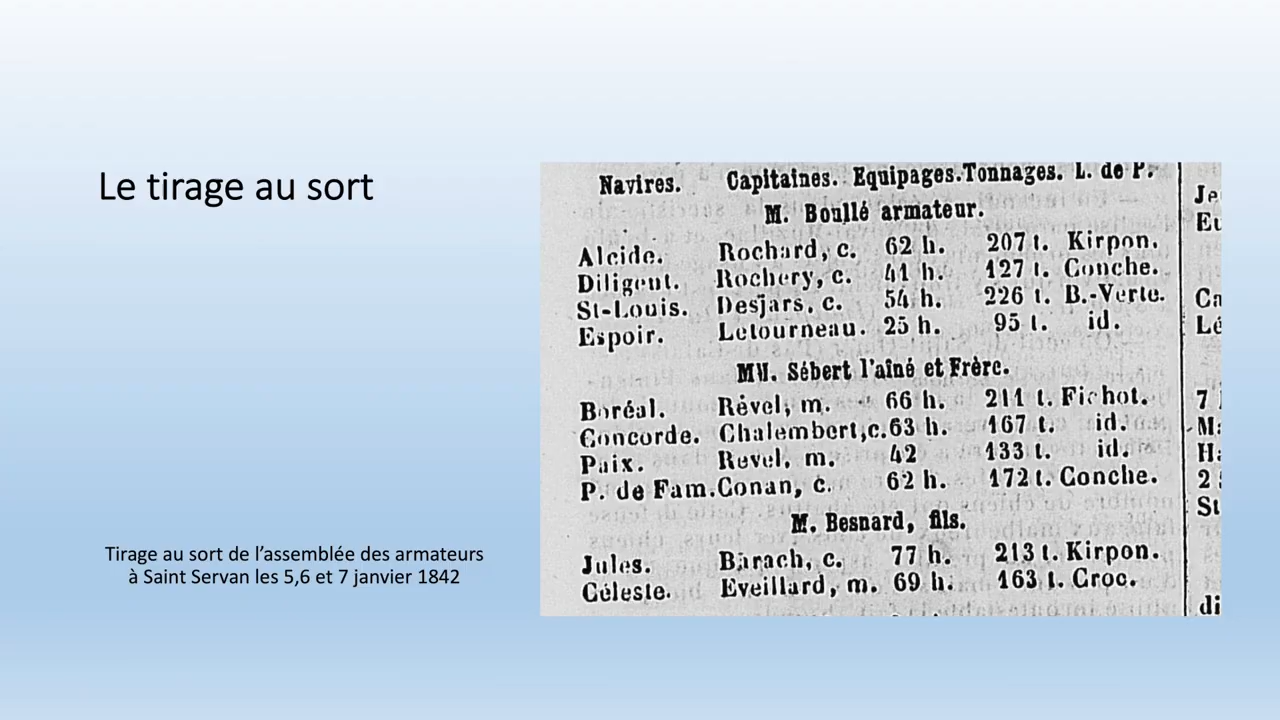 Le tirage au sort
Tirage au sort de l’assemblée des armateurs
à Saint Servan les 5,6 et 7 janvier 1842
Navires. Capitaines. Equipages. Tonnages. L. de P.
M. Boullé armateur.
Alcide. Rochard, c. 62 h. 207 t. Kirpon.
Diligent. Rochery, c. 41 h. 127 t. Conche.
St-Louis. Desjars, c. 54 h. 226 t. B.-Verte.
Espoir. Letourneau. 25 h. 95 t. id.
MM. Sébert l'aîné et Frère.
Boréal. Rével, m. 66 h. 211 t. Fichot.
Concorde. Chalembert, c. 63 h. 167 t. id.
Paix. Revel, m. 42 133 t. id.
P. de Fam. Conan, c. 62 h. 172 t. Conche.
M. Besnard, fils.
Jules. Barach, c. 77 h. 213 t. Kirpon.
Céleste. Eveillard, m. 69 h. 163 t. Croc.